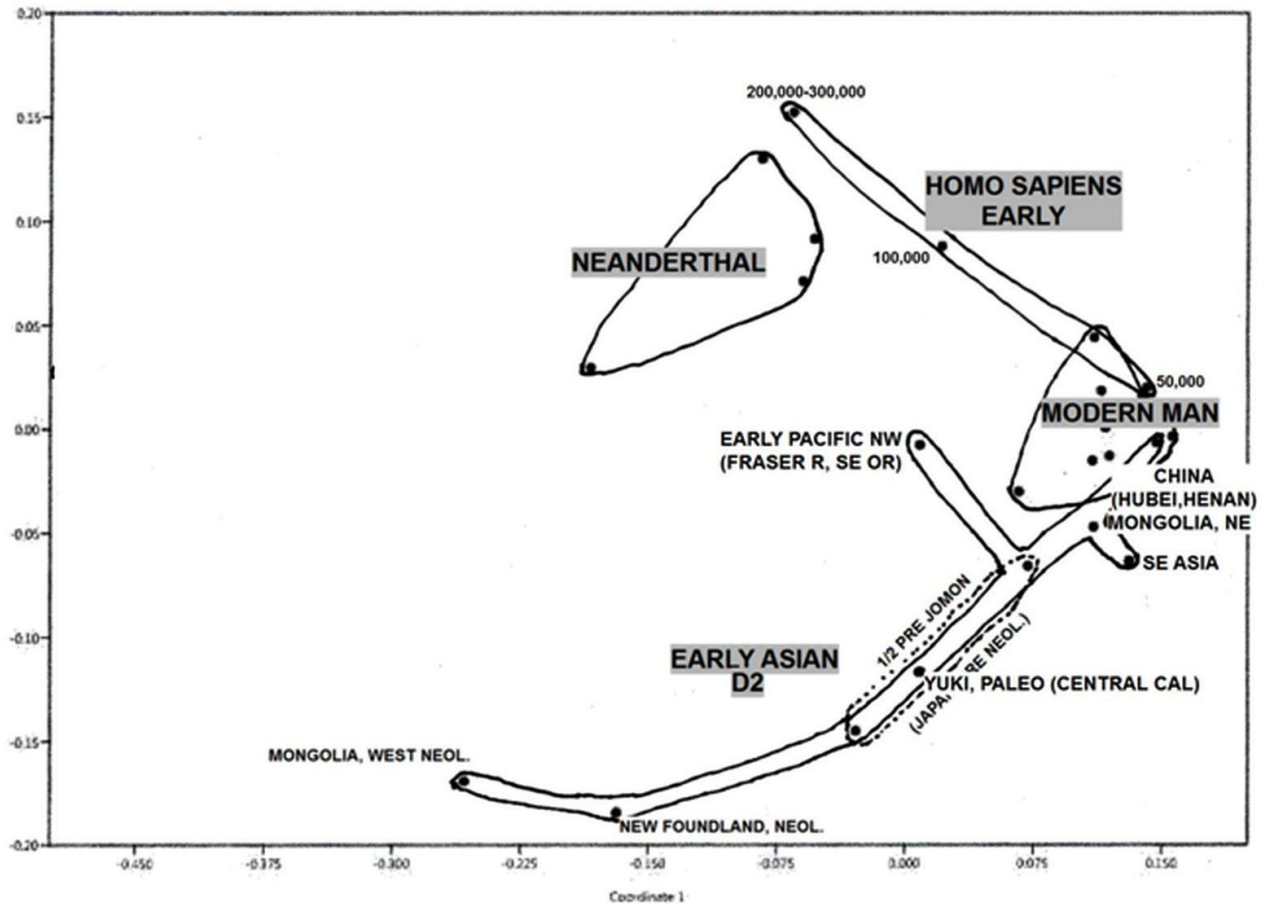 0.20
200,000-300,000
0.15
HOMO SAPIENS
EARLY
0.10
NEANDERTHAL
100,000
0.05
50,000
MODERN MAN
0.00
EARLY PACIFIC NW
(FRASER R, SE OR)
CHINA
(HUBEI,HENAN)
MONGOLIA, NE
-0.05
SE ASIA
1/2 PRE JOMON
-0.10
EARLY ASIAN
D2
YUKI, PALEO (CENTRAL CAL)
RE NEOL.)
-0.15
MONGOLIA, WEST NEOL.
NEW FOUNDLAND, NEOL.
-0.20
-0.450 -0.375 -0.300 -0.225 -0.150 -0.075 0.000 0.075 0.150
Coordinate 1